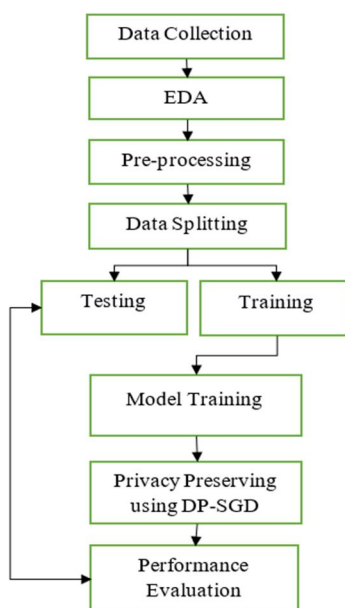 Data Collection
EDA
Pre-processing
Data Splitting
Testing
Training
Model Training
Privacy Preserving
using DP-SGD
Performance
Evaluation